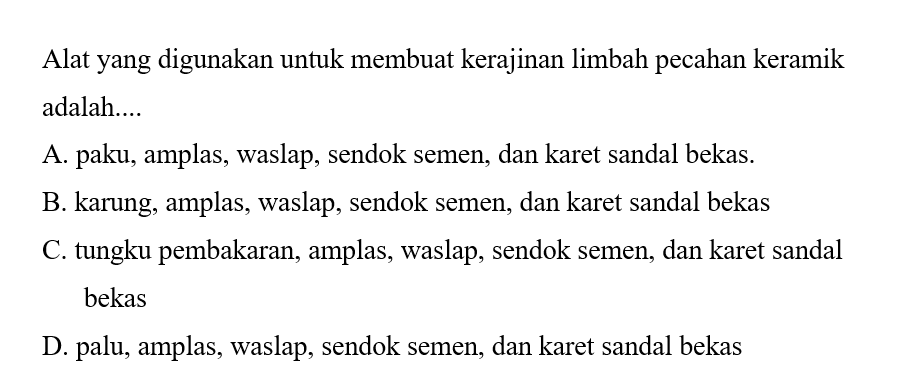 Alat yang digunakan untuk membuat kerajinan limbah pecahan keramik
adalah....
A. paku, amplas, waslap, sendok semen, dan karet sandal bekas.
B. karung, amplas, waslap, sendok semen, dan karet sandal bekas
C. tungku pembakaran, amplas, waslap, sendok semen, dan karet sandal
bekas
D. palu, amplas, waslap, sendok semen, dan karet sandal bekas